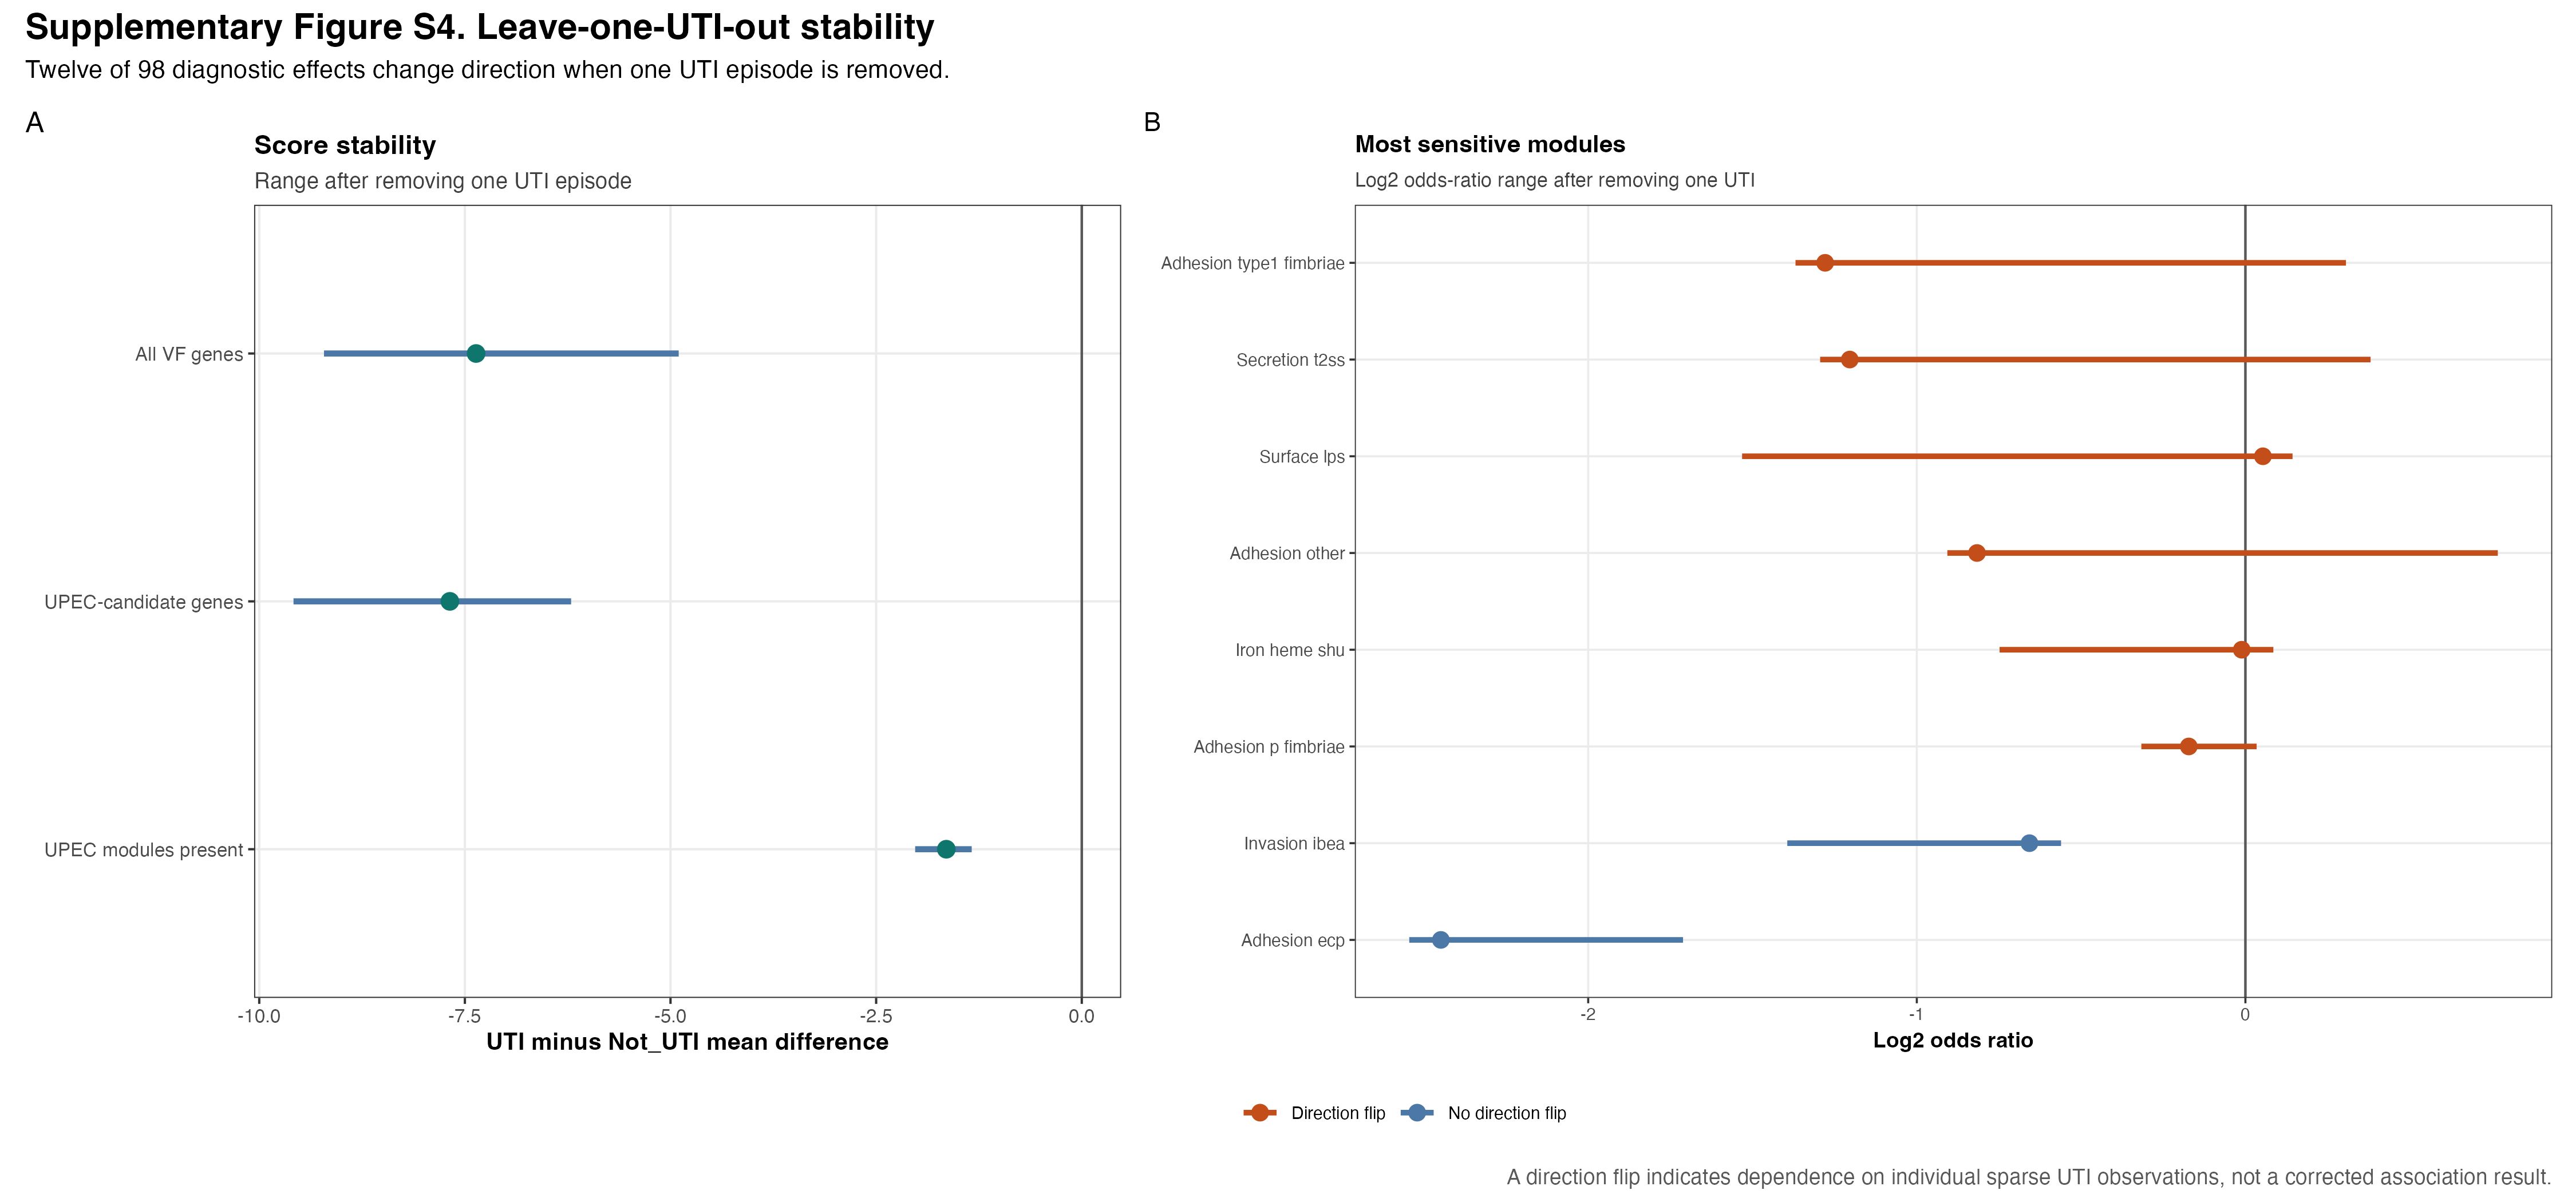 Supplementary Figure S4. Leave-one-UTI-out stability
Twelve of 98 diagnostic effects change direction when one UTI episode is removed.
A
Score stability
Range after removing one UTI episode
All VF genes
UPEC-candidate genes
UPEC modules present
-10.0
-7.5
-5.0
-2.5
0.0
UTI minus Not_UTI mean difference
B
Most sensitive modules
Log2 odds-ratio range after removing one UTI
Adhesion type1 fimbriae
Secretion t2ss
Surface lps
Adhesion other
Iron heme shu
Adhesion p fimbriae
Invasion ibea
Adhesion ecp
-2
-1
0
Log2 odds ratio
Direction flip
No direction flip
A direction flip indicates dependence on individual sparse UTI observations, not a corrected association result.